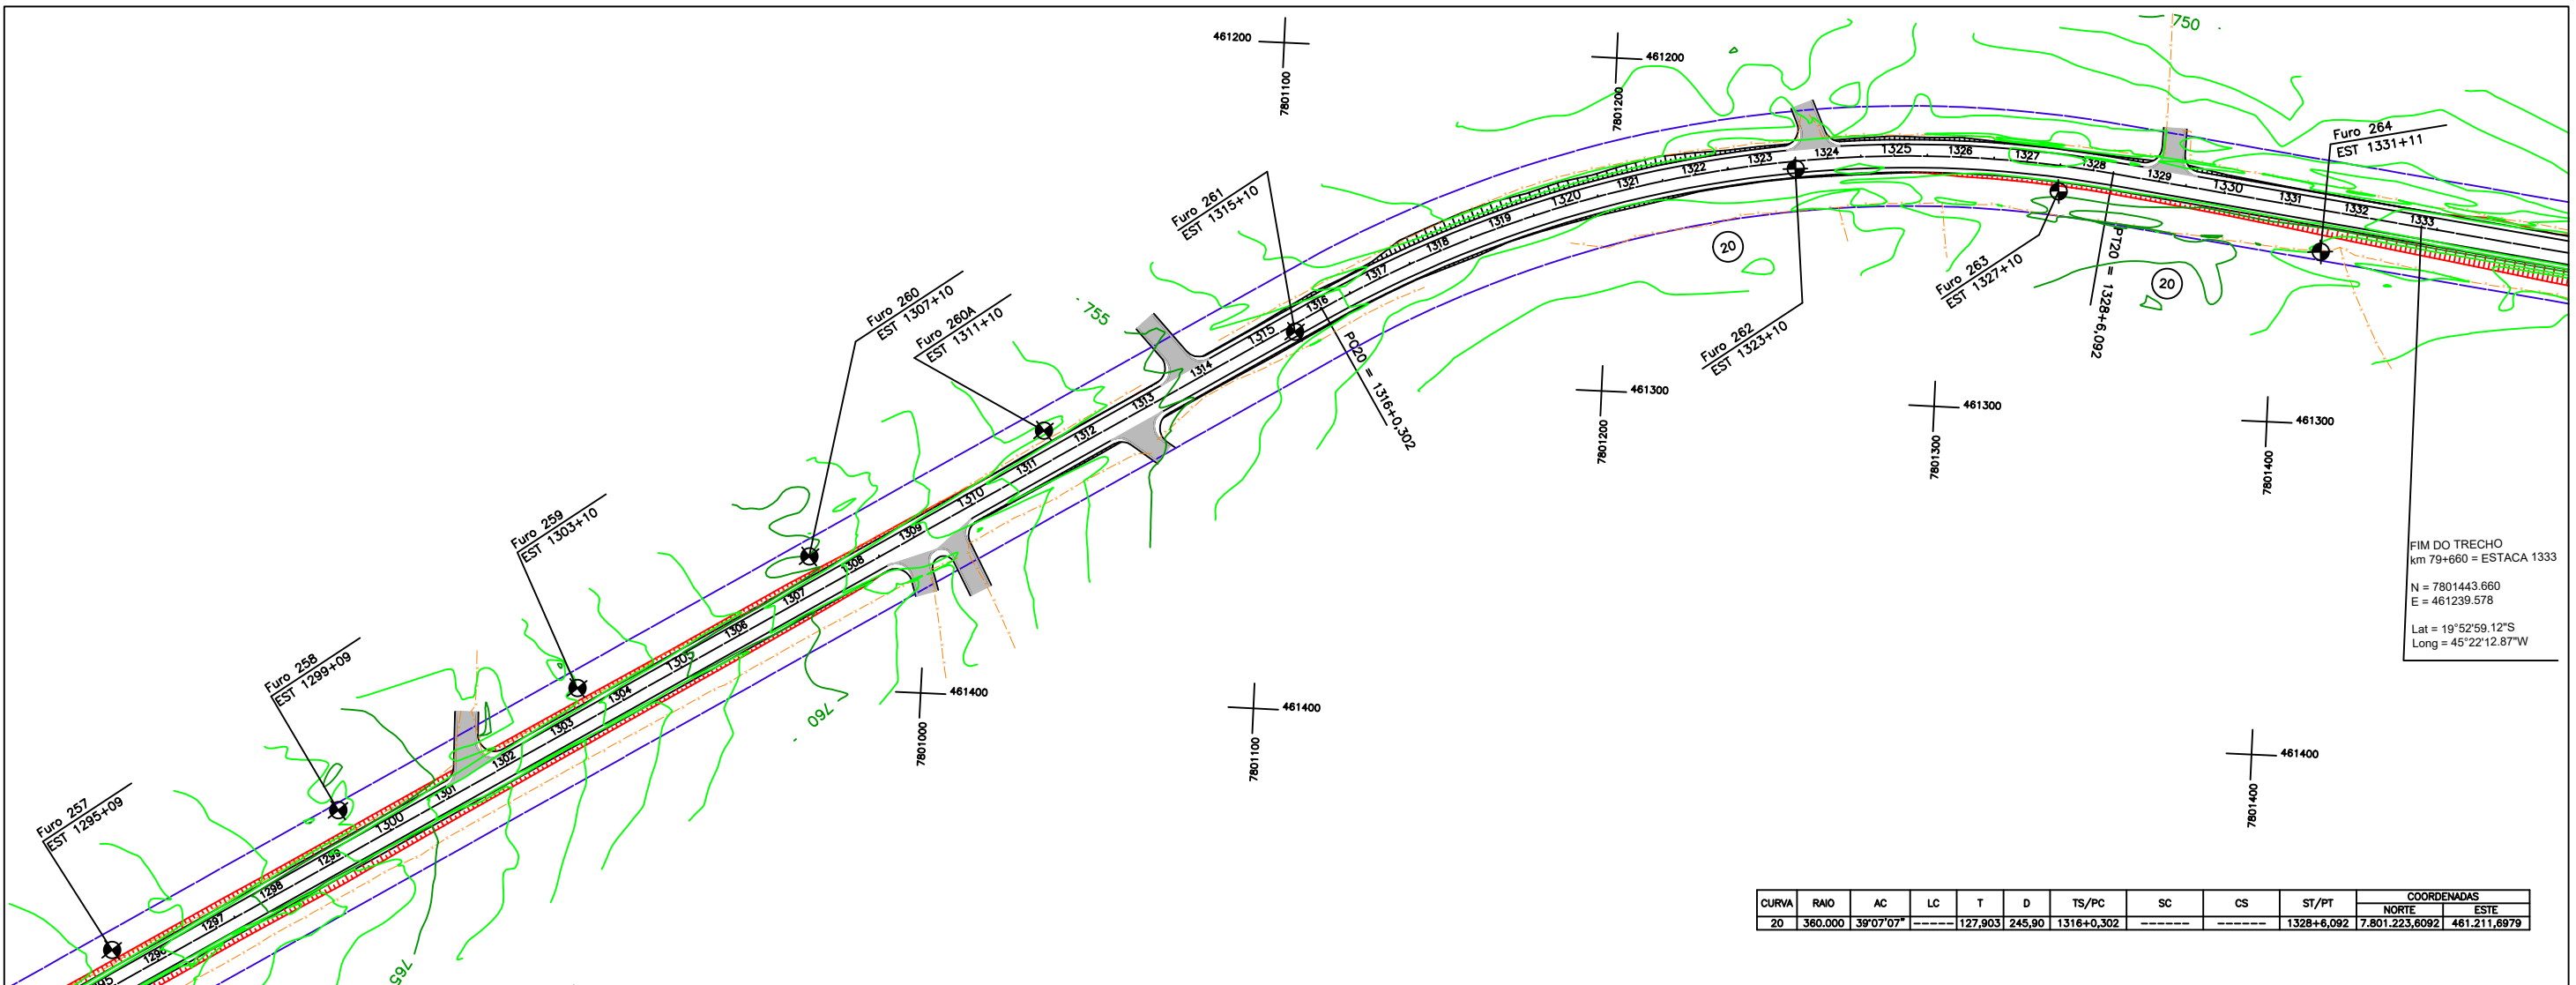 750
461200
7801100
461200
7801200
Furo 264
EST 1331+11
Furo 261
EST 1315+10
Furo 260
EST 1307+10
Furo 260A
EST 1311+10
755
Furo 262
EST 1323+10
Furo 263
EST 1327+10
20
20
PC20 = 1316+0,302
PT20 = 1328+6,092
1296
1297
1298
1299
1300
1301
1302
1303
1304
1305
1306
1307
1308
1309
1310
1311
1312
1313
1314
1315
1316
1317
1318
1319
1320
1321
1322
1323
1324
1325
1326
1327
1328
1329
1330
1331
1332
1333
461300
7801200
461300
7801300
461300
7801400
Furo 259
EST 1303+10
Furo 258
EST 1299+09
Furo 257
EST 1295+09
760
765
461400
7801000
461400
7801100
461400
7801400
FIM DO TRECHO
km 79+660 = ESTACA 1333
N = 7801443.660
E = 461239.578
Lat = 19°52'59.12"S
Long = 45°22'12.87"W
CURVA RAIO AC LC T D TS/PC SC CS ST/PT COORDENADAS
NORTE ESTE
20 360.000 39°07'07" ------ 127,903 245,90 1316+0,302 ------- ------- 1328+6,092 7.801.223,6092 461.211,6979